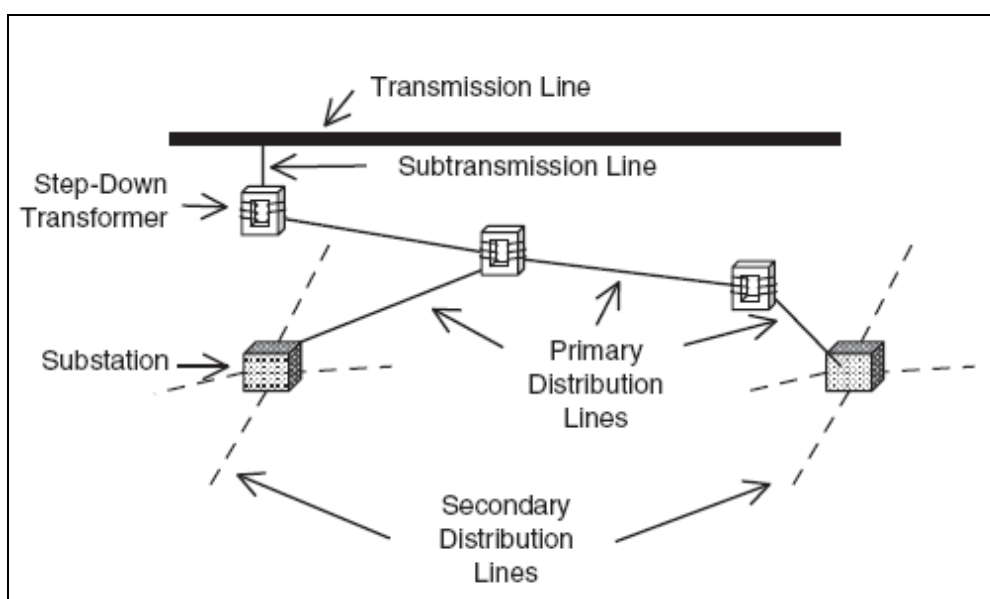 Transmission Line
Subtransmission Line
Step-Down
Transformer
Substation
Primary
Distribution
Lines
Secondary
Distribution
Lines